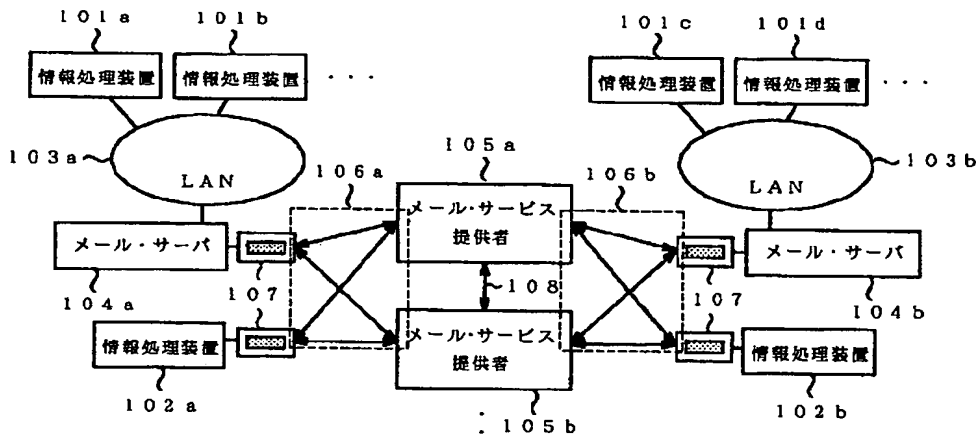 101a
101b
101c
101d
情報処理装置
情報処理装置
・・・
情報処理装置
情報処理装置
・・・
103a
LAN
105a
LAN
103b
106a
106b
メール・サービス
提供者
メール・サーバ
メール・サーバ
107
108
107
104a
104b
メール・サービス
提供者
情報処理装置
情報処理装置
102a
105b
102b